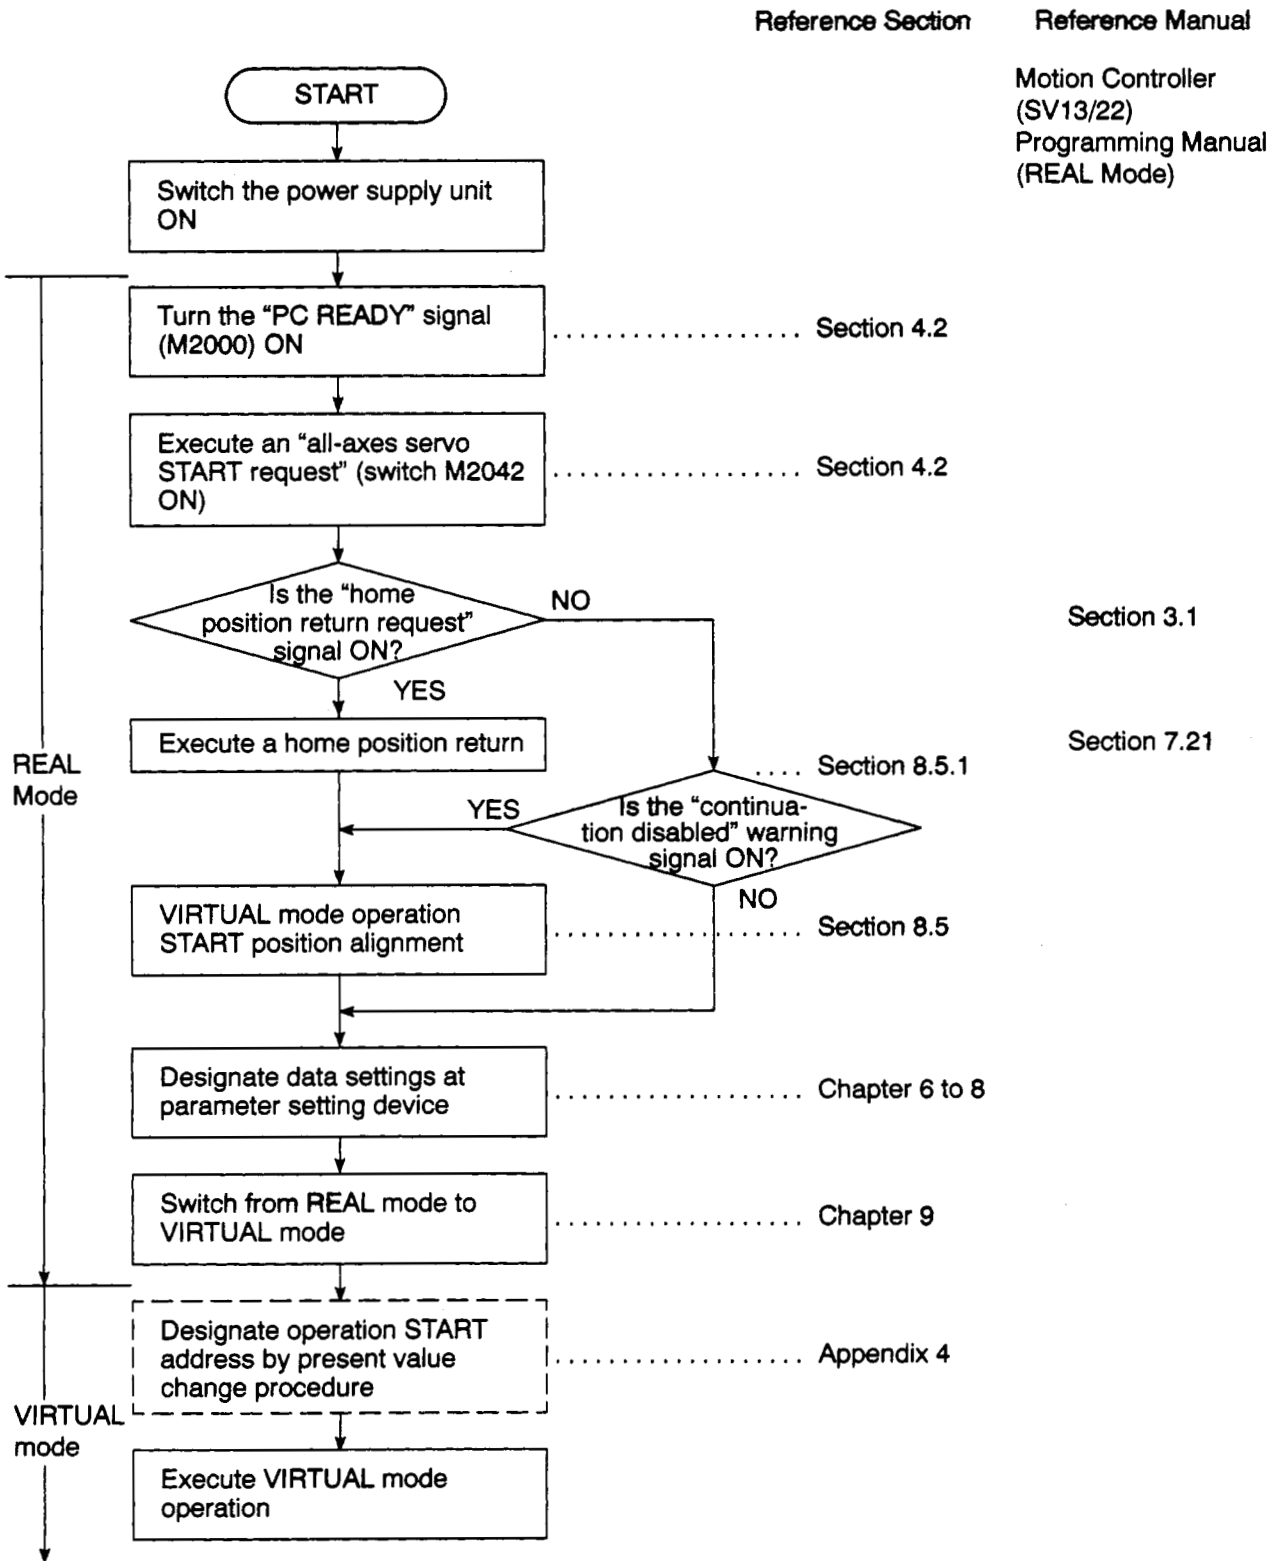 Reference Section Reference Manual
Motion Controller
(SV13/22)
Programming Manual
(REAL Mode)
START
Switch the power supply unit
ON
Turn the “PC READY” signal
(M2000) ON
Section 4.2
Execute an “all-axes servo
START request” (switch M2042
ON)
Section 4.2
Is the “home
position return request”
signal ON?
NO
YES
Section 3.1
Execute a home position return
Section 7.21
Section 8.5.1
REAL
Mode
YES
Is the “continua-
tion disabled” warning
signal ON?
NO
VIRTUAL mode operation
START position alignment
Section 8.5
Designate data settings at
parameter setting device
Chapter 6 to 8
Switch from REAL mode to
VIRTUAL mode
Chapter 9
Designate operation START
address by present value
change procedure
Appendix 4
VIRTUAL
mode
Execute VIRTUAL mode
operation